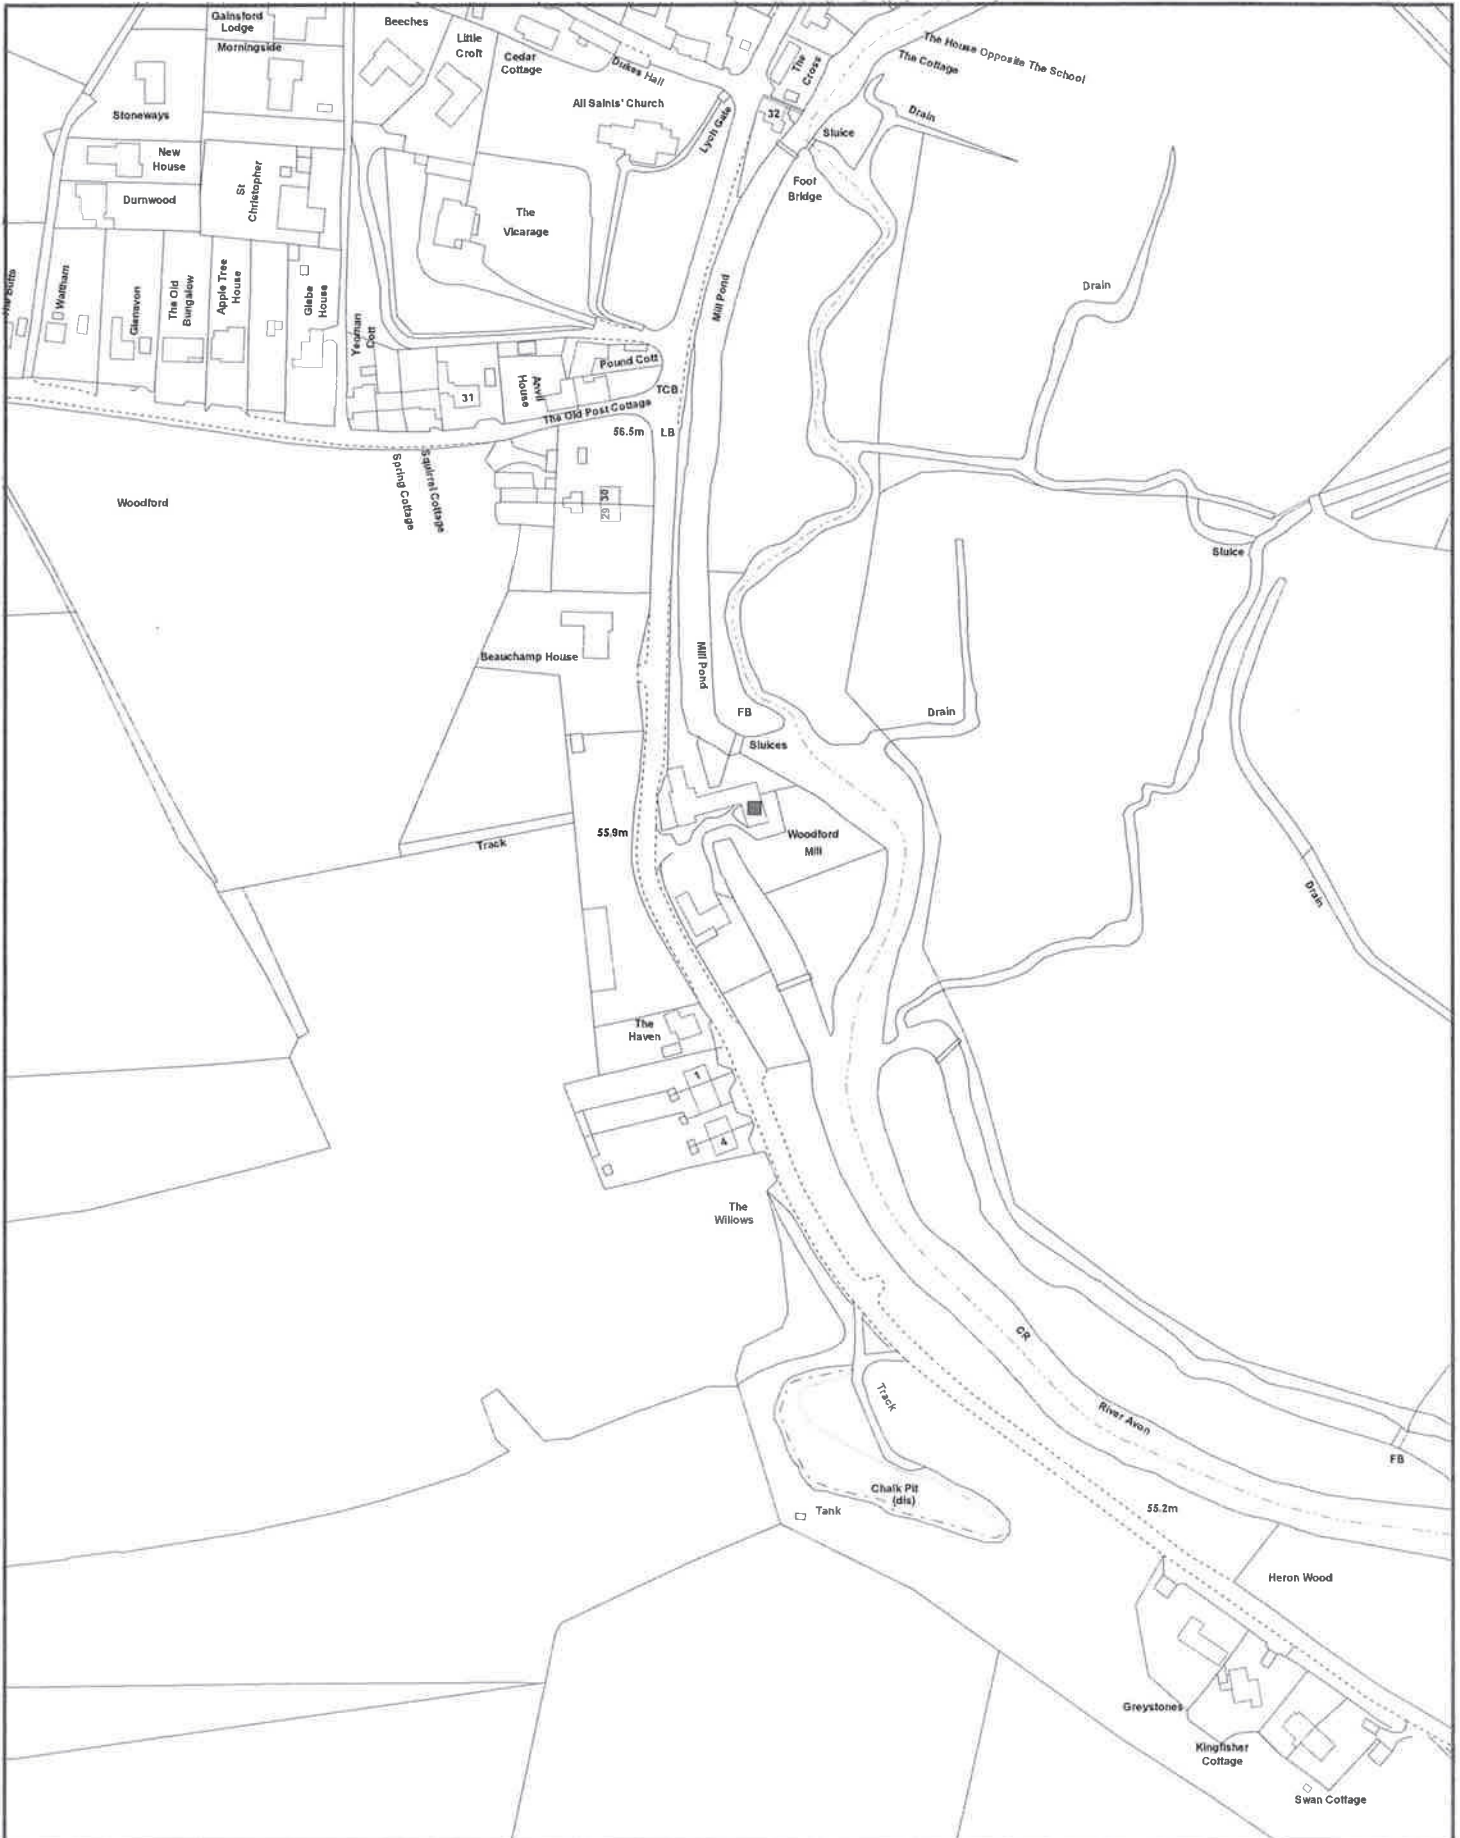 Gainsford
Lodge
Morningside
Beeches
Little
Croft
Cedar
Cottage
Dukes Hall
The Cross
The House Opposite The School
The Cottage
Stoneways
All Saints' Church
Lych Gate
32
Sluice
Drain
New
House
St
Christopher
Durnwood
The
Vicarage
Foot
Bridge
Drain
Mill Pond
The Butts
Waltham
Glenavon
The Old
Bungalow
Apple Tree
House
Glebe
House
Yeoman
Cott
31
Anvil
House
Pound Cott
TCB
The Old Post Cottage
56.5m
LB
Woodford
Spring Cottage
Squirrel Cottage
29 30
Sluice
Beauchamp House
Mill Pond
FB
Drain
Sluices
Track
55.9m
Woodford
Mill
Drain
The
Haven
1
4
The
Willows
CR
Track
River Avon
FB
Chalk Pit
(dis)
Tank
55.2m
Heron Wood
Greystones
Kingfisher
Cottage
Swan Cottage